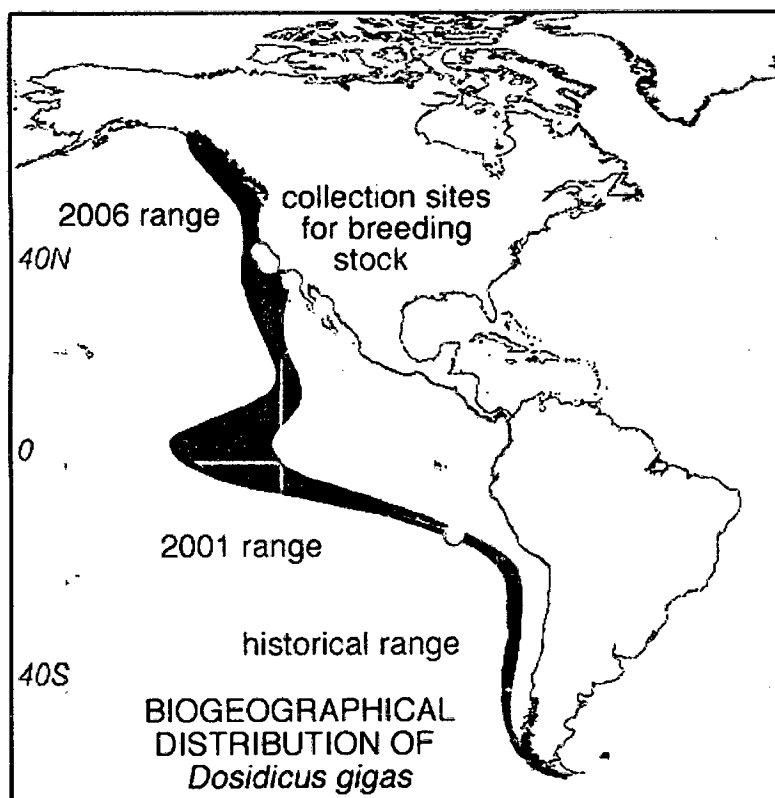 2006 range
collection sites
for breeding
stock
40N
0
2001 range
historical range
40S
BIOGEOGRAPHICAL
DISTRIBUTION OF
Dosidicus gigas